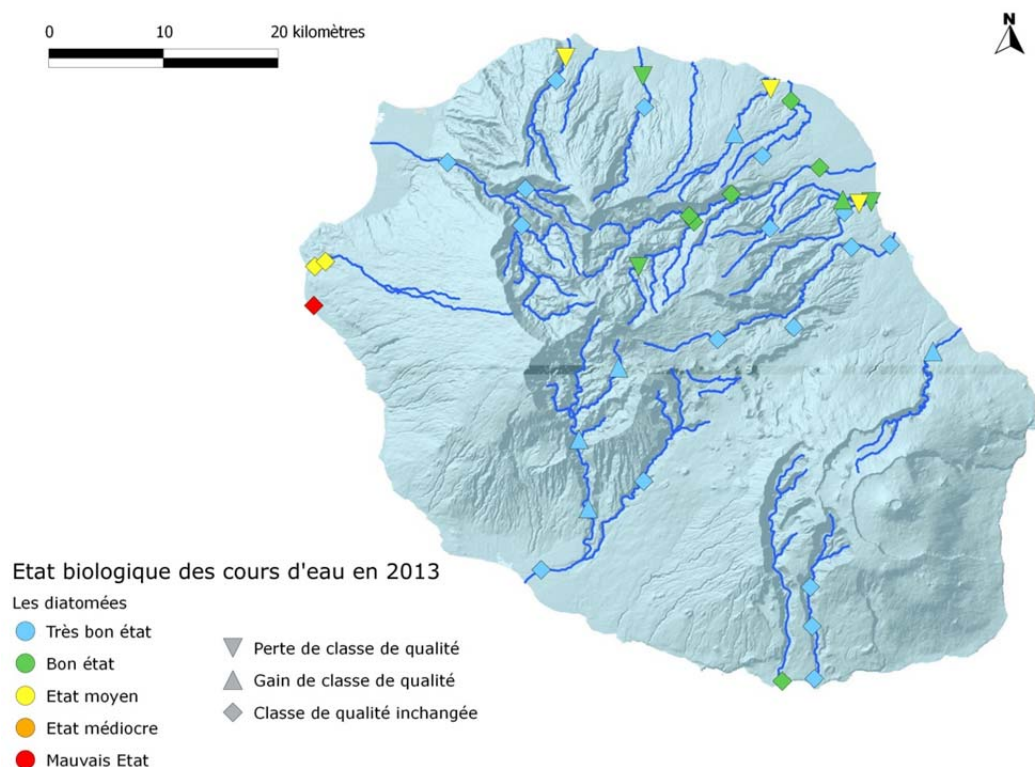 0 10 20 kilomètres
N
Etat biologique des cours d'eau en 2013
Les diatomées
Très bon état
Bon état
Etat moyen
Etat médiocre
Mauvais Etat
Perte de classe de qualité
Gain de classe de qualité
Classe de qualité inchangée